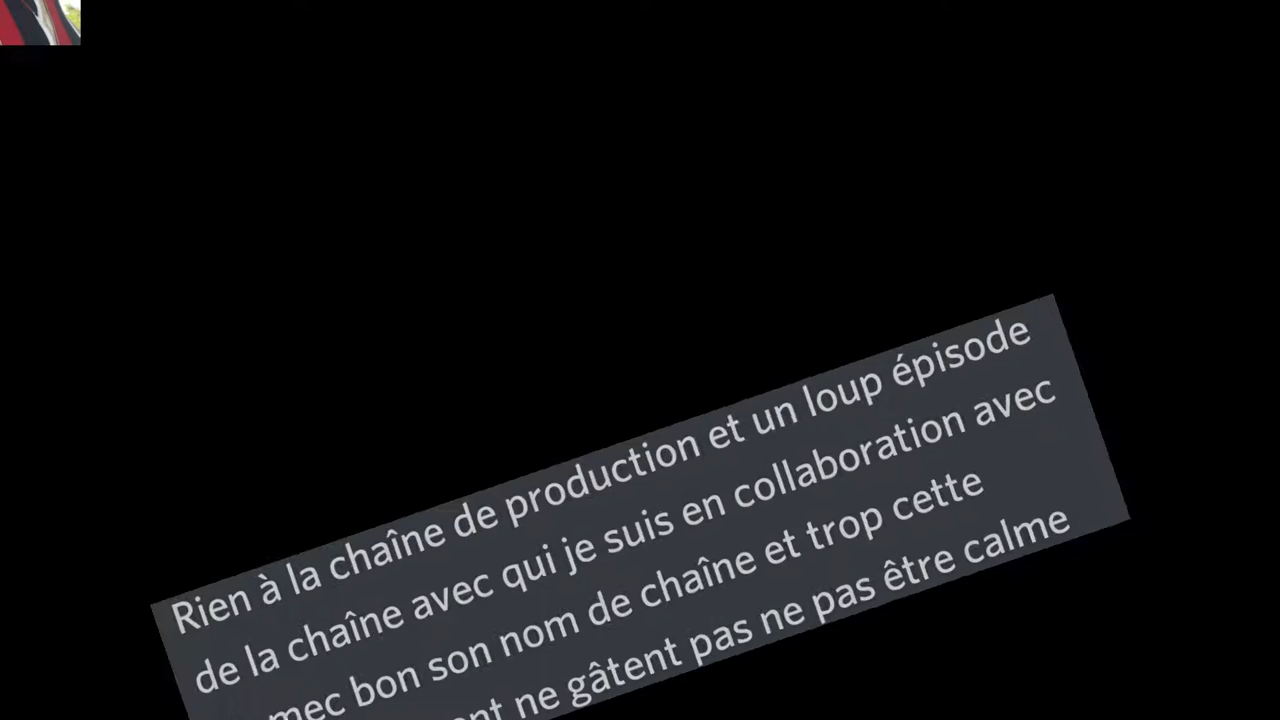 Rien à la chaîne de production et un loup épisode
de la chaîne avec qui je suis en collaboration avec
mec bon son nom de chaîne et trop cette
ne gâtent pas ne pas être calme